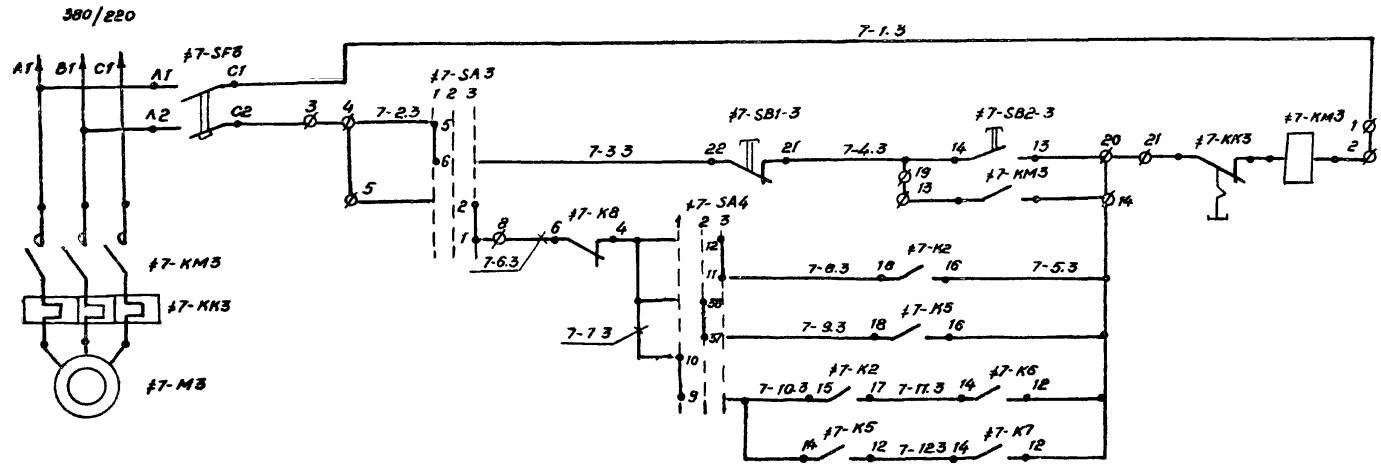 380/220
7-1.3
A1 B1 C1 A1 ≠7-SF3 C1
≠7-SA3
1 2 3
A2 C2 3 4 7-2.3 5
≠7-SB1-3 ≠7-SB2-3 ≠7-KM3
6 7-3.3 22 21 7-4.3 14 13 20 21 ≠7-KK3 1 2
19
5 13 ≠7-KM3 14
2
1 8 7-6.3 6 ≠7-K8 4
≠7-SA4
1 2 3
12
11 7-8.3 18 ≠7-K2 16 7-5.3
≠7-KM3
≠7-KK3
38
37 7-9.3 18 ≠7-K5 16
7-7.3
10
9 7-10.3 15 ≠7-K2 17 7-11.3 14 ≠7-K6 12
≠7-M3
14 ≠7-K5 12 7-12.3 14 ≠7-K7 12